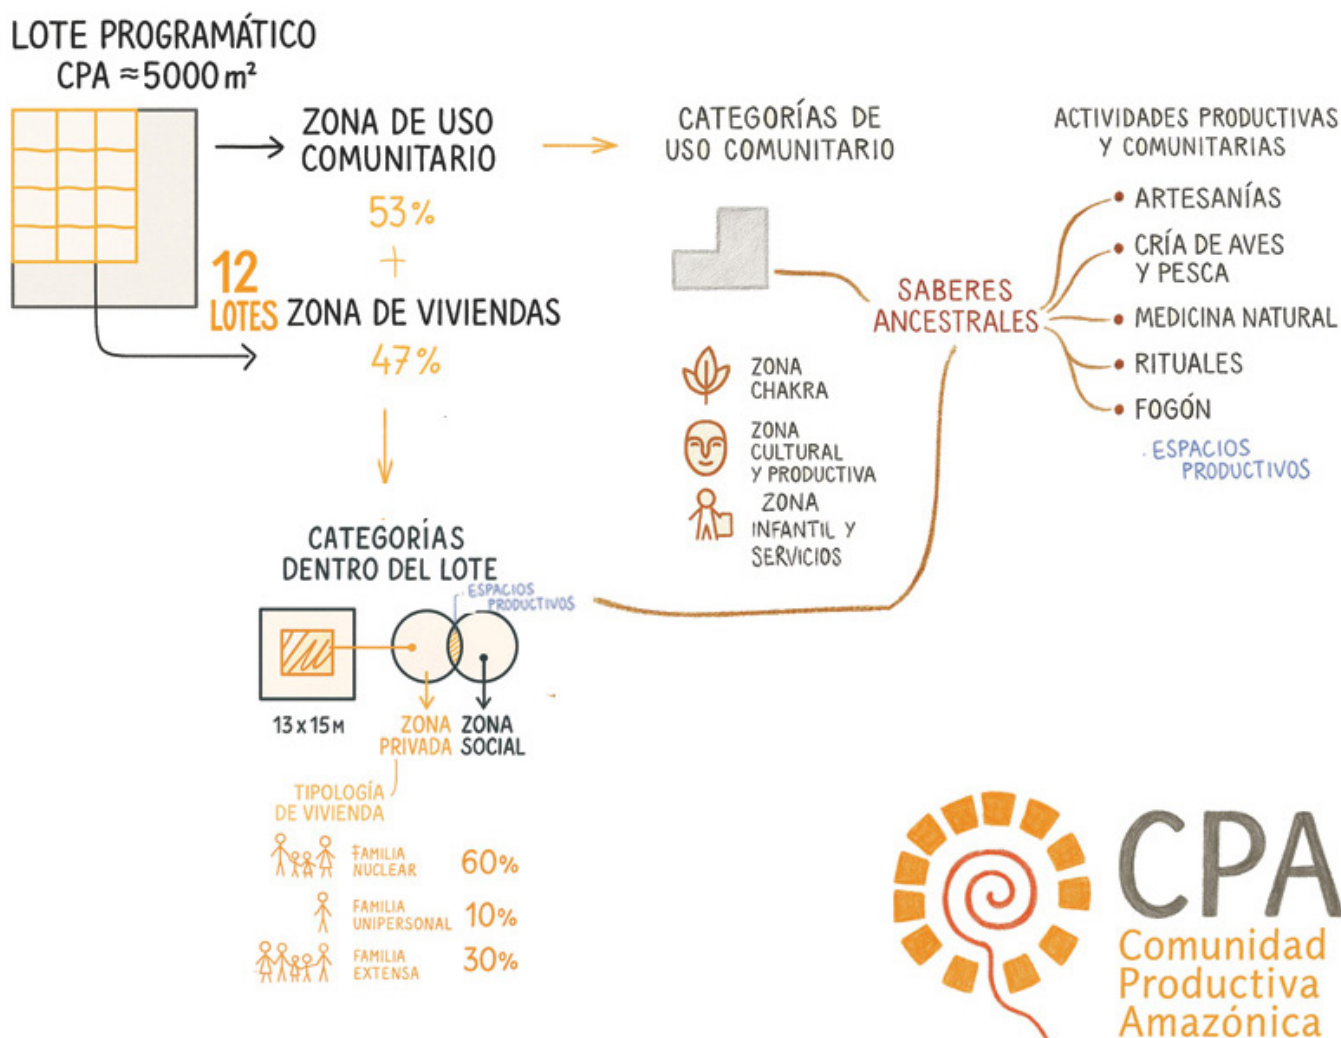 LOTE PROGRAMÁTICO
CPA ≈5000 m²
12
LOTES
ZONA DE USO
COMUNITARIO
53%
+
ZONA DE VIVIENDAS
47%
CATEGORÍAS DE
USO COMUNITARIO
ZONA
CHAKRA
ZONA
CULTURAL
Y PRODUCTIVA
ZONA
INFANTIL Y
SERVICIOS
SABERES
ANCESTRALES
ACTIVIDADES PRODUCTIVAS
Y COMUNITARIAS
ARTESANÍAS
CRÍA DE AVES
Y PESCA
MEDICINA NATURAL
RITUALES
FOGÓN
ESPACIOS
PRODUCTIVOS
CATEGORÍAS
DENTRO DEL LOTE
ESPACIOS
PRODUCTIVOS
13 x 15 M
ZONA
PRIVADA
ZONA
SOCIAL
TIPOLOGÍA
DE VIVIENDA
FAMILIA
NUCLEAR
60%
FAMILIA
UNIPERSONAL
10%
FAMILIA
EXTENSA
30%
CPA
Comunidad
Productiva
Amazónica